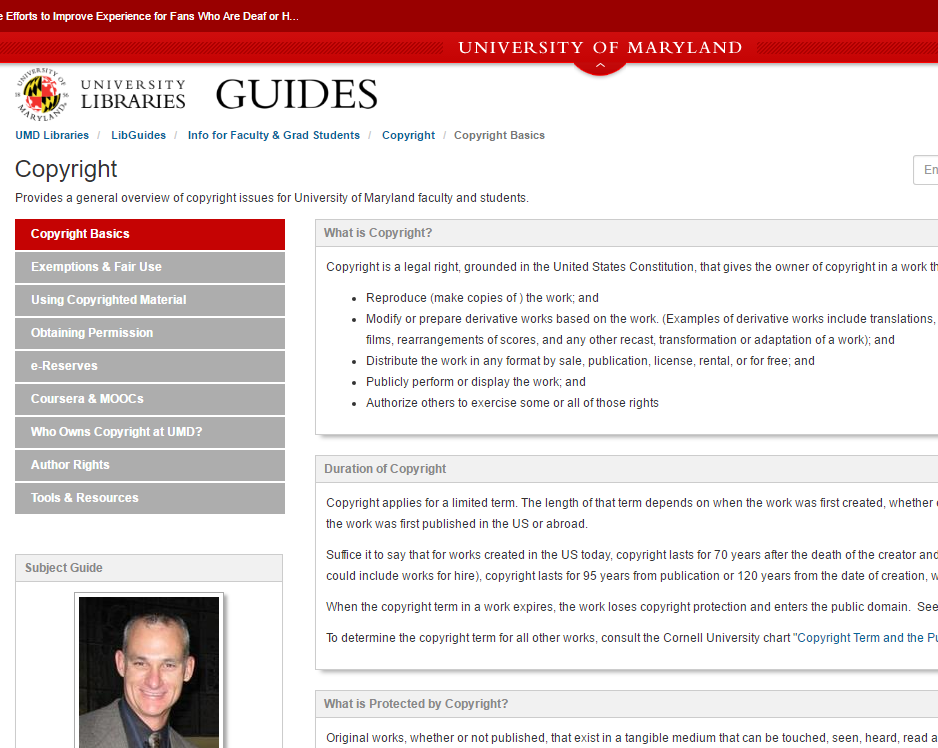 e Efforts to Improve Experience for Fans Who Are Deaf or H...
UNIVERSITY OF MARYLAND
UNIVERSITY
LIBRARIES
GUIDES
UNIVERSITY OF
18 56
MARYLAND
UMD Libraries / LibGuides / Info for Faculty & Grad Students / Copyright / Copyright Basics
Copyright
En
Provides a general overview of copyright issues for University of Maryland faculty and students.
Copyright Basics
Exemptions & Fair Use
Using Copyrighted Material
Obtaining Permission
e-Reserves
Coursera & MOOCs
Who Owns Copyright at UMD?
Author Rights
Tools & Resources
Subject Guide
What is Copyright?
Copyright is a legal right, grounded in the United States Constitution, that gives the owner of copyright in a work th
• Reproduce (make copies of ) the work; and
• Modify or prepare derivative works based on the work. (Examples of derivative works include translations,
films, rearrangements of scores, and any other recast, transformation or adaptation of a work); and
• Distribute the work in any format by sale, publication, license, rental, or for free; and
• Publicly perform or display the work; and
• Authorize others to exercise some or all of those rights
Duration of Copyright
Copyright applies for a limited term. The length of that term depends on when the work was first created, whether
the work was first published in the US or abroad.
Suffice it to say that for works created in the US today, copyright lasts for 70 years after the death of the creator and
could include works for hire), copyright lasts for 95 years from publication or 120 years from the date of creation, w
When the copyright term in a work expires, the work loses copyright protection and enters the public domain. See
To determine the copyright term for all other works, consult the Cornell University chart "Copyright Term and the Pu
What is Protected by Copyright?
Original works, whether or not published, that exist in a tangible medium that can be touched, seen, heard, read a